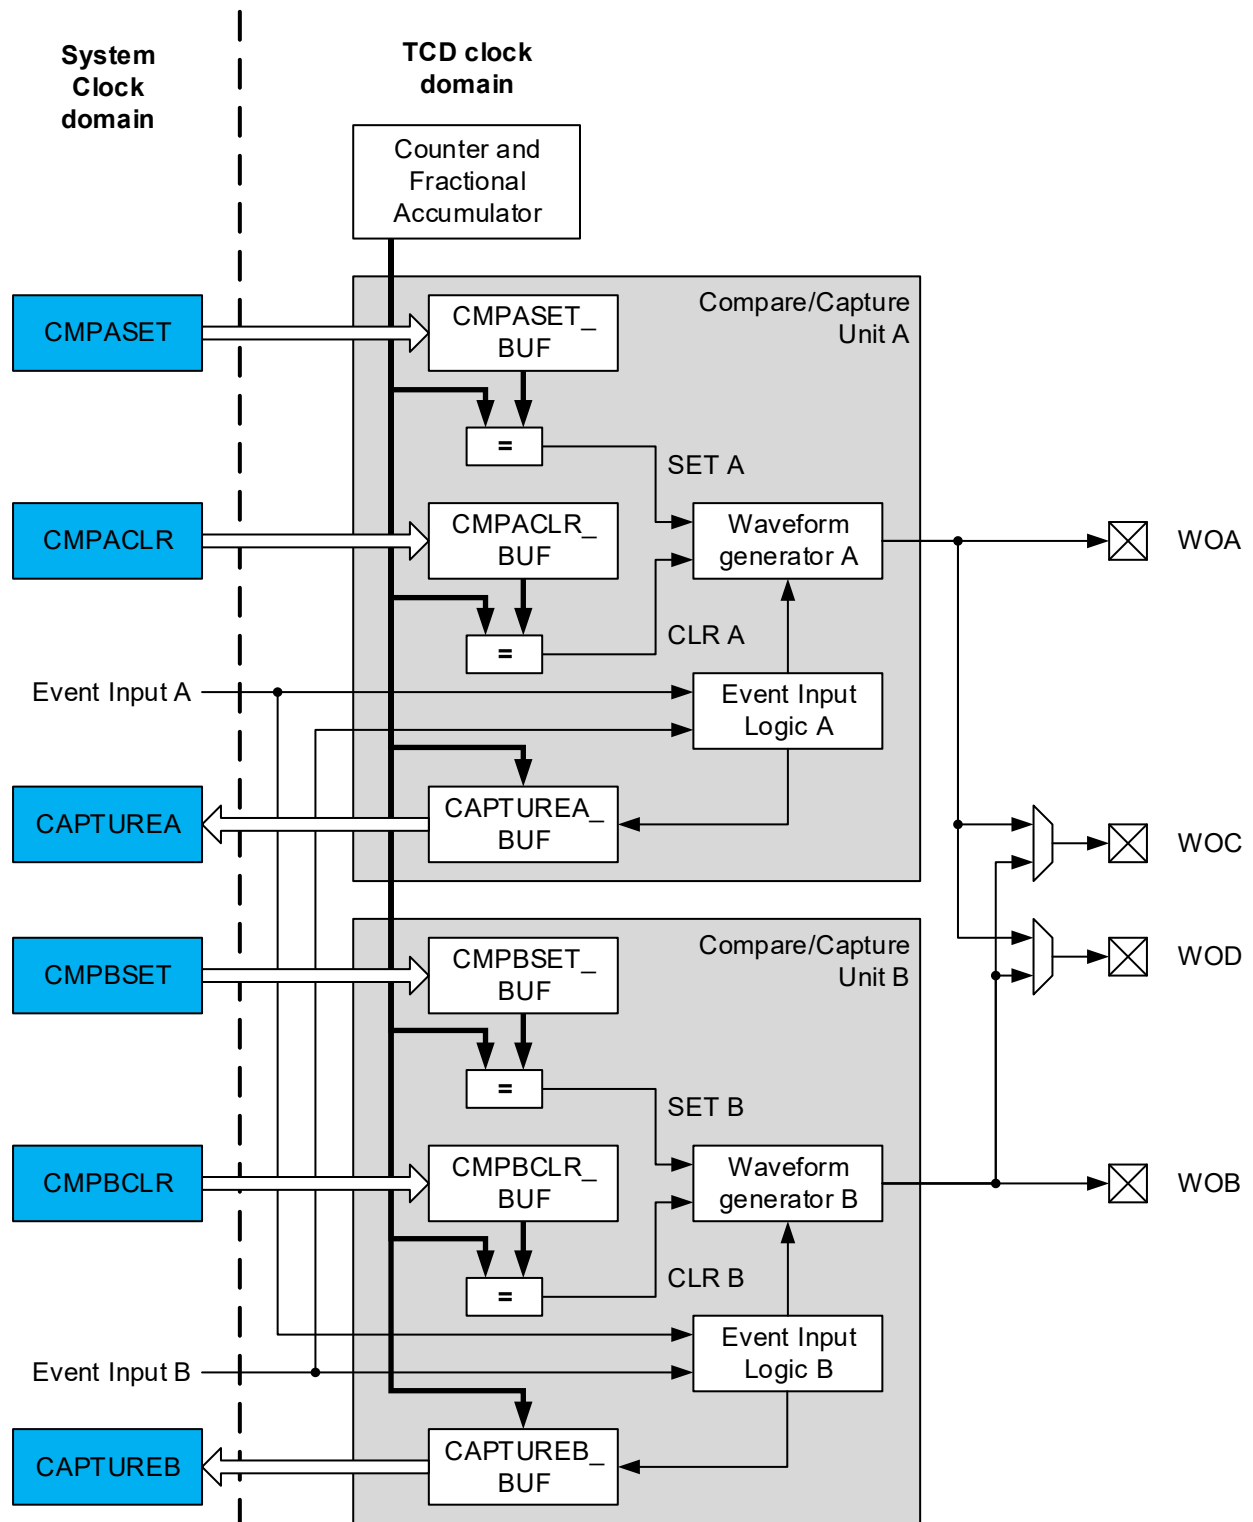 System
Clock
domain
TCD clock
domain
Counter and
Fractional
Accumulator
Compare/Capture
Unit A
CMPASET
CMPASET_
BUF
=
SET A
CMPACLR
CMPACLR_
BUF
Waveform
generator A
WOA
=
CLR A
Event Input A
Event Input
Logic A
CAPTUREA
CAPTUREA_
BUF
WOC
Compare/Capture
Unit B
CMPBSET
CMPBSET_
BUF
WOD
=
SET B
CMPBCLR
CMPBCLR_
BUF
Waveform
generator B
WOB
=
CLR B
Event Input B
Event Input
Logic B
CAPTUREB
CAPTUREB_
BUF